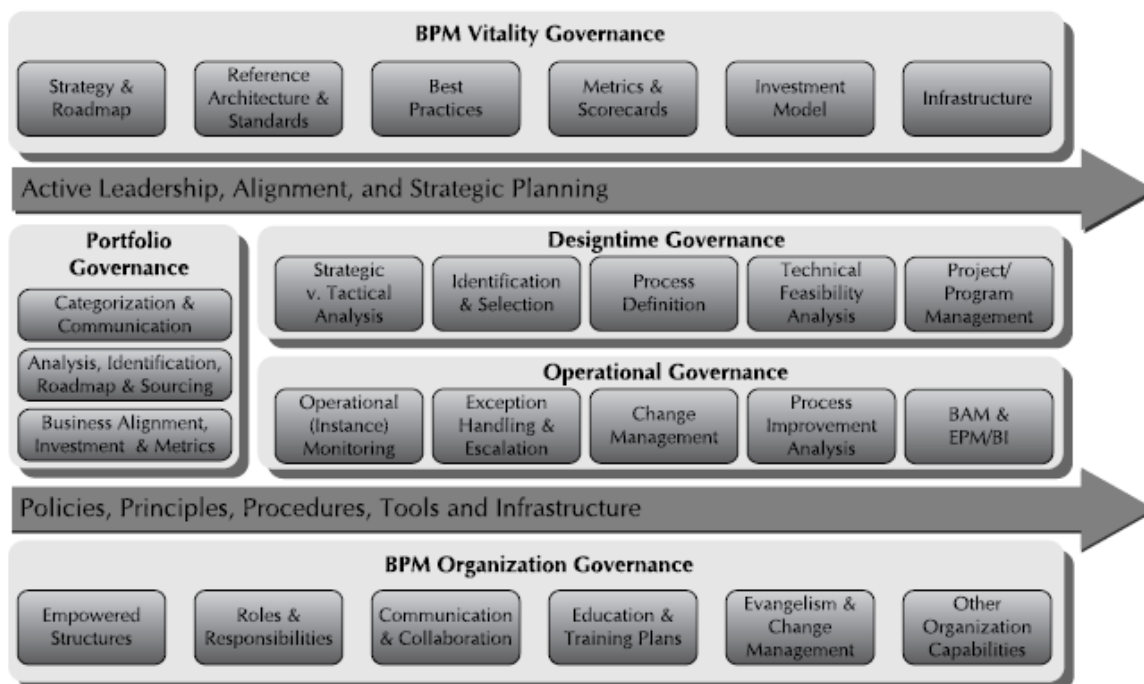 BPM Vitality Governance
Strategy &
Roadmap
Reference
Architecture &
Standards
Best
Practices
Metrics &
Scorecards
Investment
Model
Infrastructure
Active Leadership, Alignment, and Strategic Planning
Portfolio
Governance
Categorization &
Communication
Analysis, Identification,
Roadmap & Sourcing
Business Alignment,
Investment & Metrics
Designtime Governance
Strategic
v. Tactical
Analysis
Identification
& Selection
Process
Definition
Technical
Feasibility
Analysis
Project/
Program
Management
Operational Governance
Operational
(Instance)
Monitoring
Exception
Handling &
Escalation
Change
Management
Process
Improvement
Analysis
BAM &
EPM/BI
Policies, Principles, Procedures, Tools and Infrastructure
BPM Organization Governance
Empowered
Structures
Roles &
Responsibilities
Communication
& Collaboration
Education &
Training Plans
Evangelism &
Change
Management
Other
Organization
Capabilities